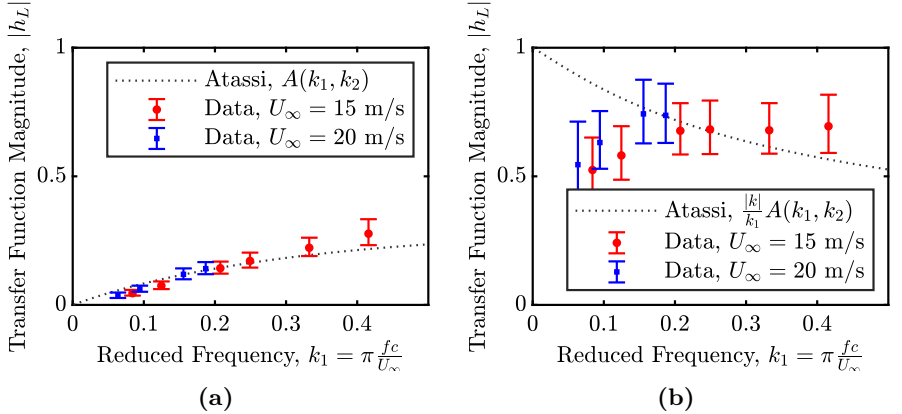 Transfer Function Magnitude, |h_L|
1
0.5
0
Atassi, A(k_1, k_2)
Data, U_∞ = 15 m/s
Data, U_∞ = 20 m/s
0 0.1 0.2 0.3 0.4
Reduced Frequency, k_1 = π fc/U_∞
(a)
Transfer Function Magnitude, |h_L|
1
0.5
0
Atassi, |k|/k_1 A(k_1, k_2)
Data, U_∞ = 15 m/s
Data, U_∞ = 20 m/s
0 0.1 0.2 0.3 0.4
Reduced Frequency, k_1 = π fc/U_∞
(b)